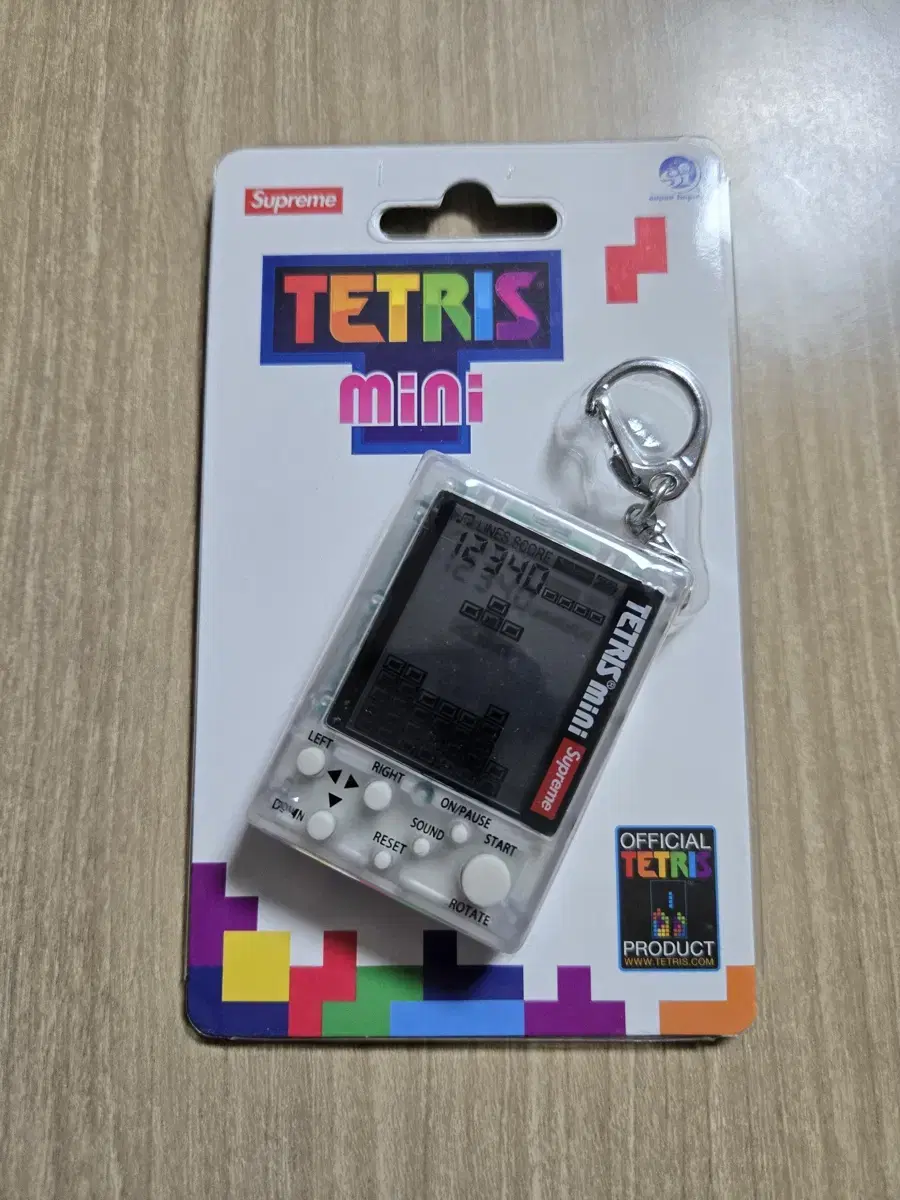 Supreme
TETRIS®
mini
LINES SCORE
12340
TETRIS® mini
Supreme
LEFT
RIGHT
DOWN
ON/PAUSE
SOUND
START
RESET
ROTATE
OFFICIAL
TETRIS
PRODUCT
WWW.TETRIS.COM